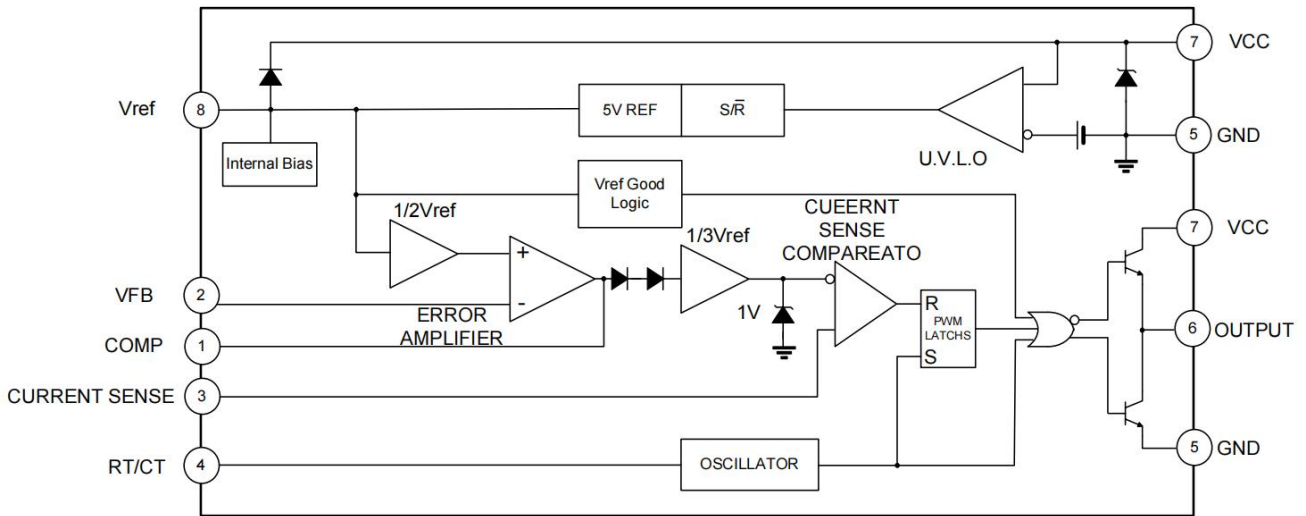 7
VCC
Vref
8
5V REF
S/R̅
5
GND
Internal Bias
U.V.L.O
Vref Good
Logic
1/2Vref
1/3Vref
CUEERNT
SENSE
COMPAREATO
7
VCC
+
-
VFB
2
ERROR
AMPLIFIER
1V
R
PWM
LATCHS
S
6
OUTPUT
COMP
1
CURRENT SENSE
3
RT/CT
4
OSCILLATOR
5
GND